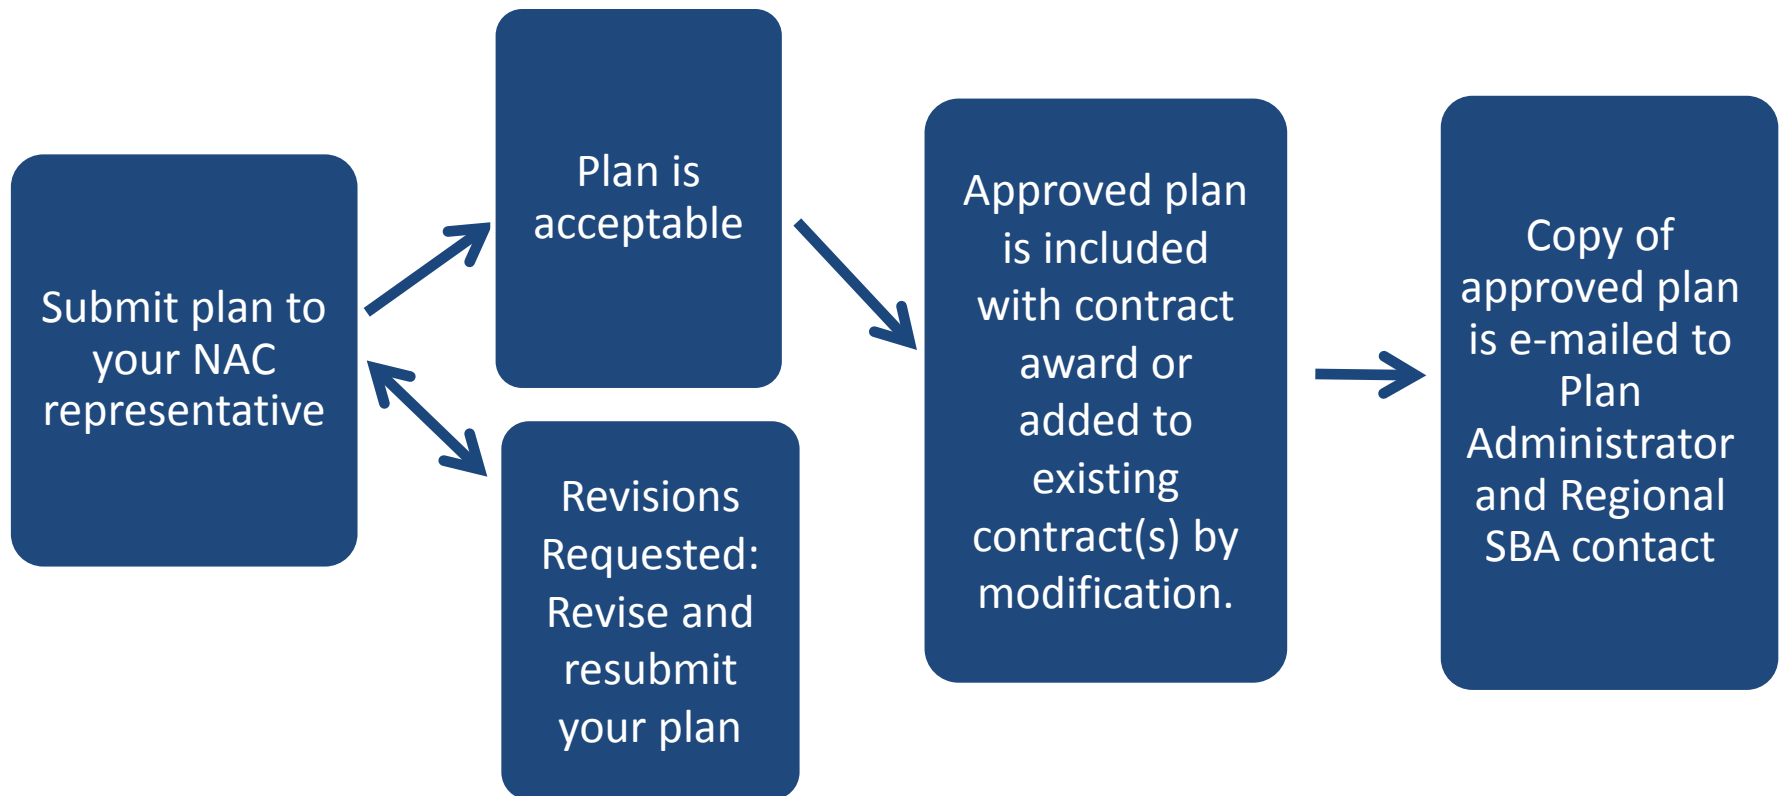 Submit plan to
your NAC
representative
Plan is
acceptable
Revisions
Requested:
Revise and
resubmit
your plan
Approved plan
is included
with contract
award or
added to
existing
contract(s) by
modification.
Copy of
approved plan
is e-mailed to
Plan
Administrator
and Regional
SBA contact